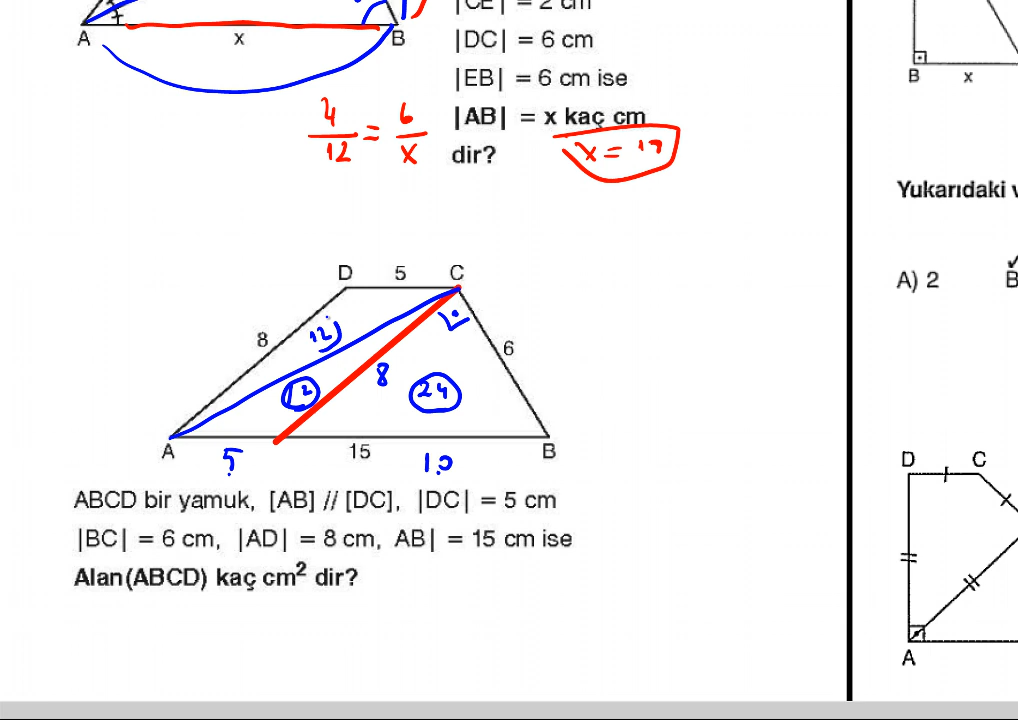 |CE| = 2 cm
A x B
|DC| = 6 cm
|EB| = 6 cm ise
|AB| = x kaç cm
dir?
4/12 = 6/x
D 5 C
8 12 6
12 8 24
A 15 B
5 10
ABCD bir yamuk, [AB] // [DC], |DC| = 5 cm
|BC| = 6 cm, |AD| = 8 cm, AB| = 15 cm ise
Alan(ABCD) kaç cm² dir?
B x
Yukarıdaki
A) 2 B
D C
A